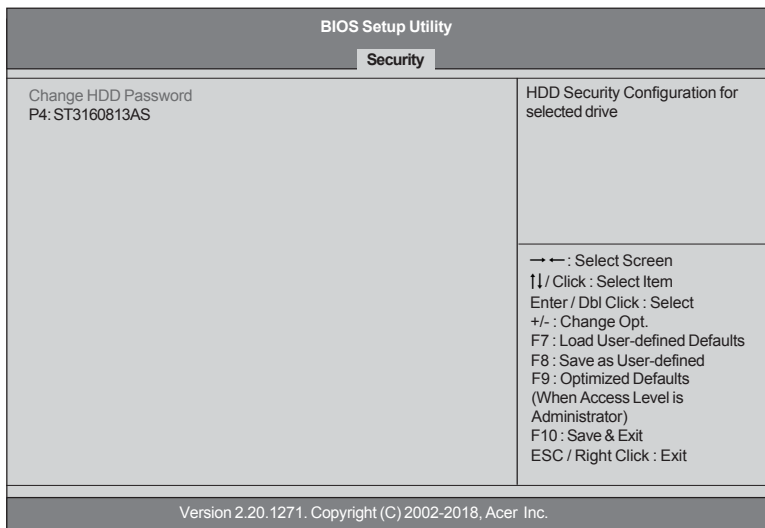 BIOS Setup Utility
Security
Change HDD Password
P4: ST3160813AS
HDD Security Configuration for
selected drive
→ ← : Select Screen
↑↓ / Click : Select Item
Enter / Dbl Click : Select
+/- : Change Opt.
F7 : Load User-defined Defaults
F8 : Save as User-defined
F9 : Optimized Defaults
(When Access Level is
Administrator)
F10 : Save & Exit
ESC / Right Click : Exit
Version 2.20.1271. Copyright (C) 2002-2018, Acer Inc.